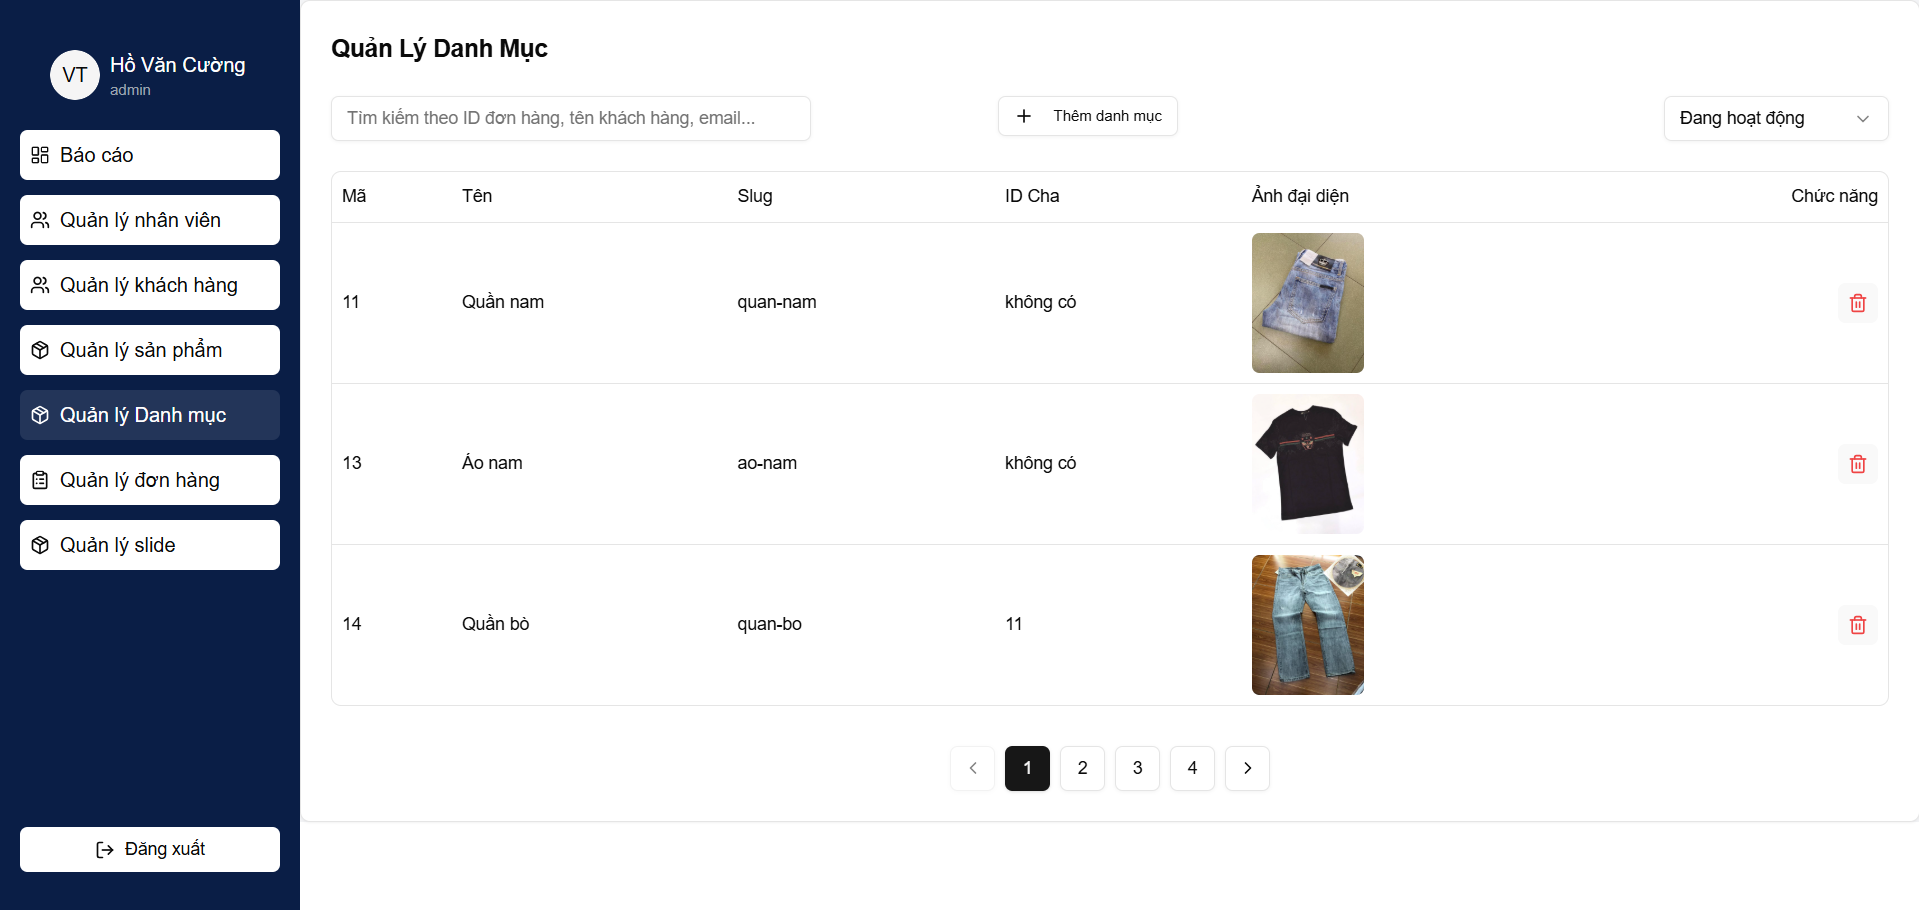 VT
Hồ Văn Cường
admin
Báo cáo
Quản lý nhân viên
Quản lý khách hàng
Quản lý sản phẩm
Quản lý Danh mục
Quản lý đơn hàng
Quản lý slide
Đăng xuất
Quản Lý Danh Mục
Tìm kiếm theo ID đơn hàng, tên khách hàng, email...
Thêm danh mục
Đang hoạt động
Mã Tên Slug ID Cha Ảnh đại diện Chức năng
11 Quần nam quan-nam không có
13 Áo nam ao-nam không có
14 Quần bò quan-bo 11
1 2 3 4